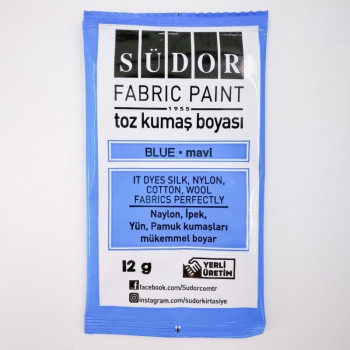 SÜDOR
FABRIC PAINT
1955
toz kumaş boyası
BLUE • mavi
IT DYES SILK, NYLON,
COTTON, WOOL
FABRICS PERFECTLY
Naylon, İpek,
Yün, Pamuk kumaşları
mükemmel boyar
12 g
YERLİ
ÜRETİM
facebook.com/Sudorcomtr
instagram.com/sudorkirtasiye